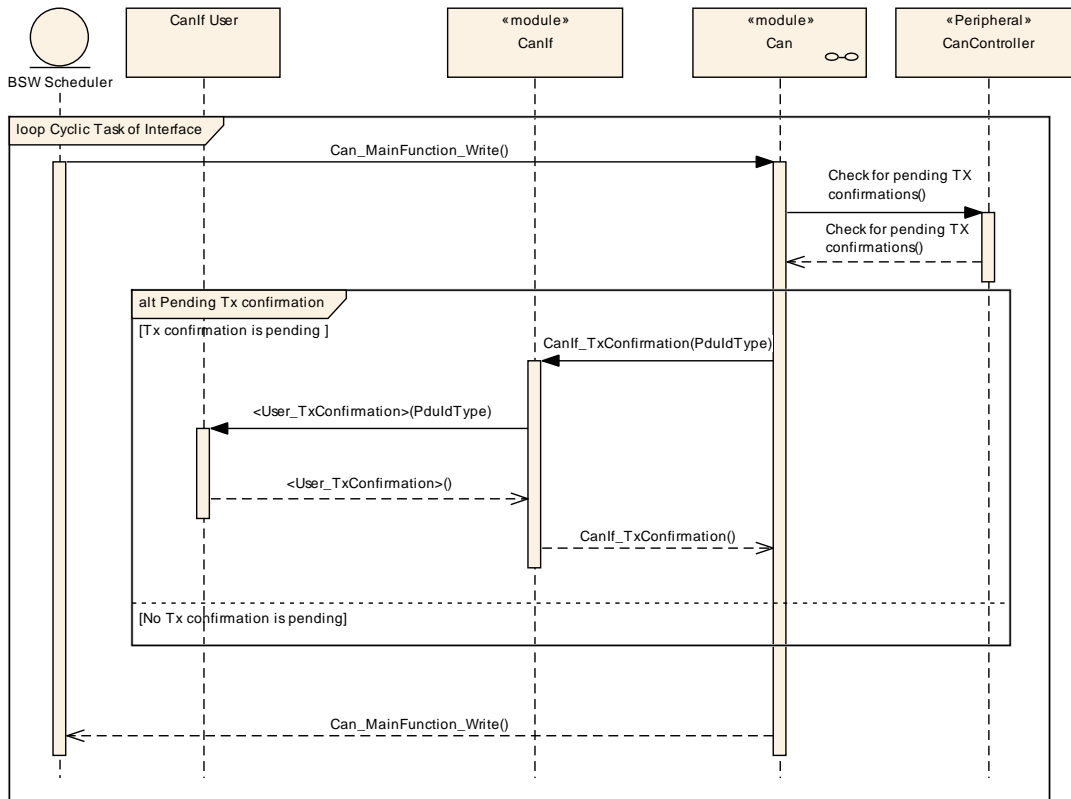 CanIf User
«module»
CanIf
«module»
Can
«Peripheral»
CanController
BSW Scheduler
loop Cyclic Task of Interface
Can_MainFunction_Write()
Check for pending TX
confirmations()
Check for pending TX
confirmations()
alt Pending Tx confirmation
[Tx confirmation is pending ]
CanIf_TxConfirmation(PduIdType)
<User_TxConfirmation>(PduIdType)
<User_TxConfirmation>()
CanIf_TxConfirmation()
[No Tx confirmation is pending]
Can_MainFunction_Write()